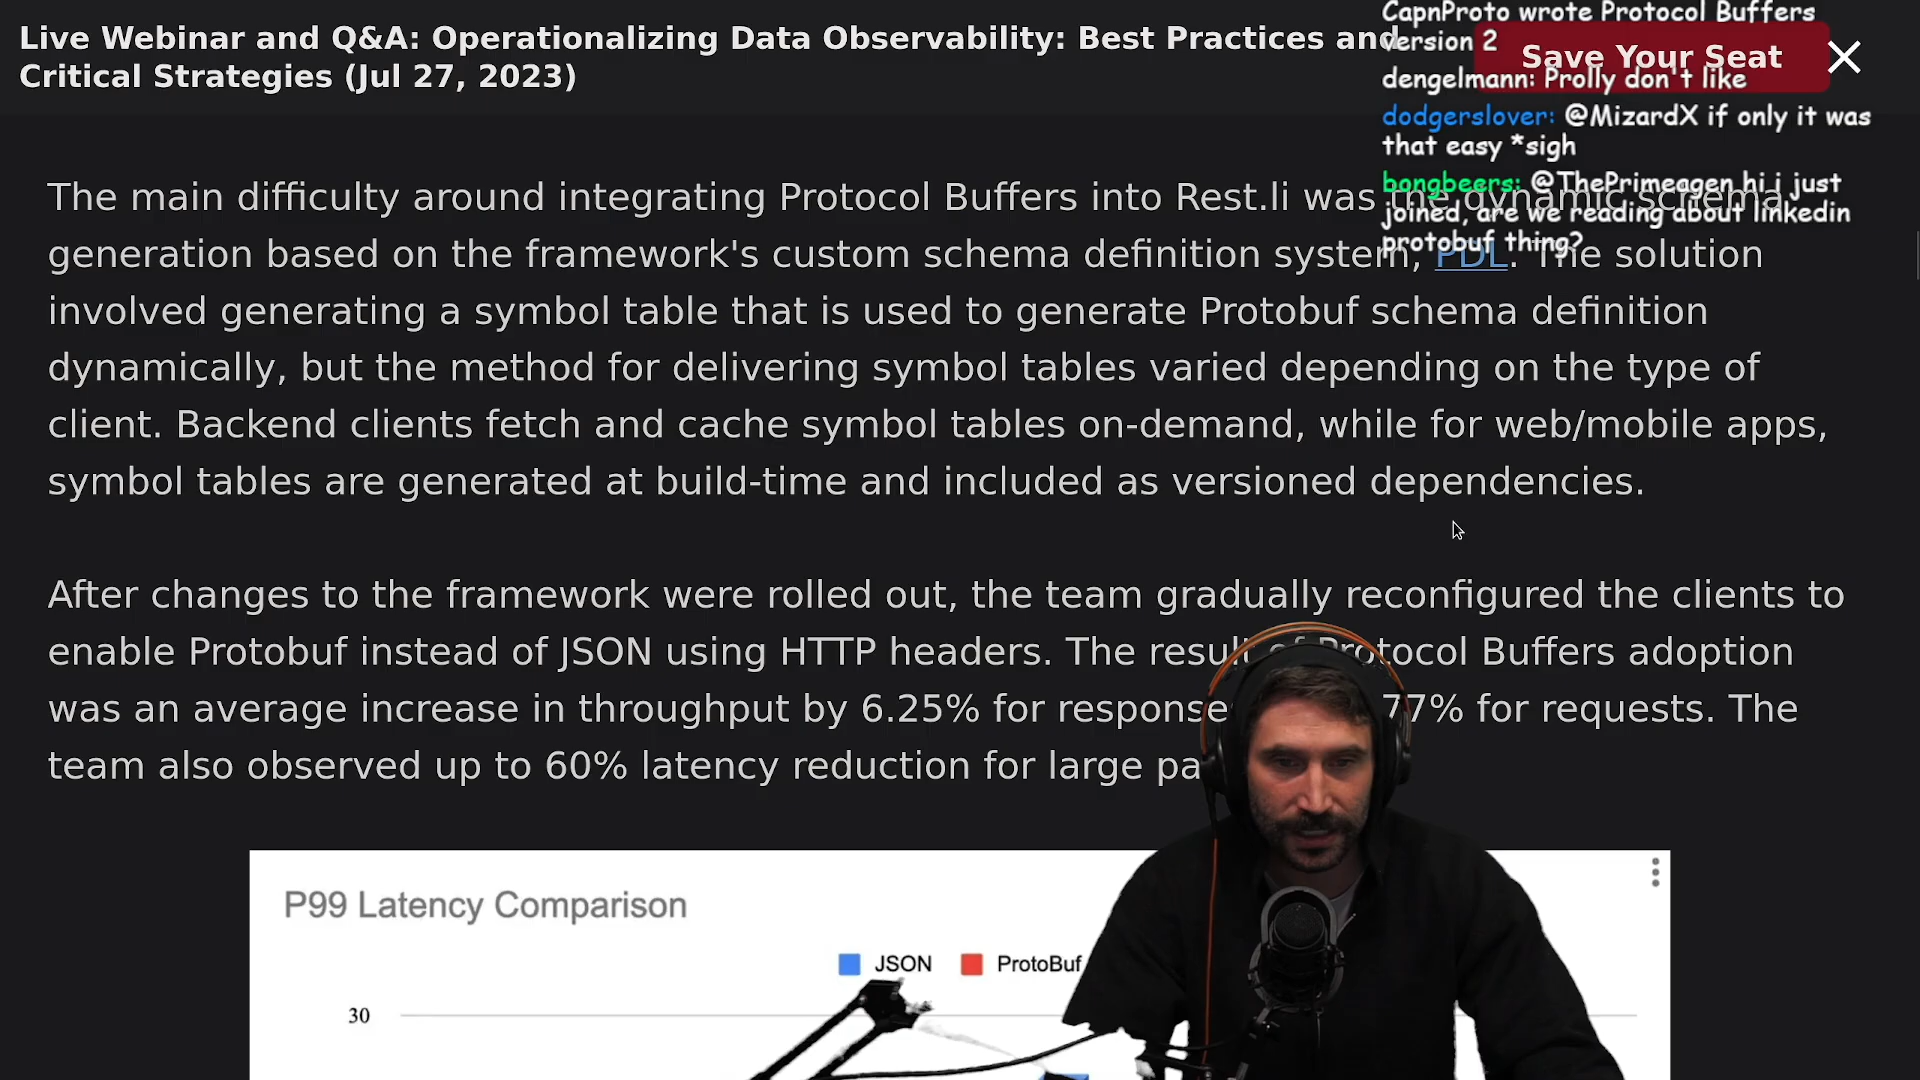 Live Webinar and Q&A: Operationalizing Data Observability: Best Practices and
Critical Strategies (Jul 27, 2023)
Save Your Seat
CapnProto wrote Protocol Buffers
version 2
dengelmann: Prolly don't like
dodgerslover: @MizardX if only it was
that easy *sigh
bongbeers: @ThePrimeagen hi i just
joined, are we reading about linkedin
protobuf thing?
The main difficulty around integrating Protocol Buffers into Rest.li was the dynamic schema
generation based on the framework's custom schema definition system, PDL. The solution
involved generating a symbol table that is used to generate Protobuf schema definition
dynamically, but the method for delivering symbol tables varied depending on the type of
client. Backend clients fetch and cache symbol tables on-demand, while for web/mobile apps,
symbol tables are generated at build-time and included as versioned dependencies.
After changes to the framework were rolled out, the team gradually reconfigured the clients to
enable Protobuf instead of JSON using HTTP headers. The result of Protocol Buffers adoption
was an average increase in throughput by 6.25% for response 77% for requests. The
team also observed up to 60% latency reduction for large
P99 Latency Comparison
JSON ProtoBuf
30